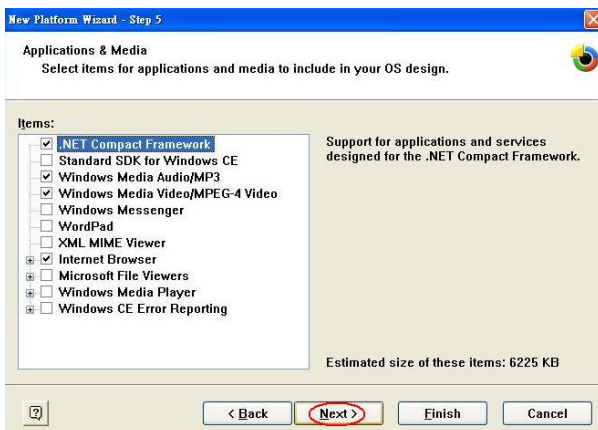 New Platform Wizard - Step 5
Applications & Media
Select items for applications and media to include in your OS design.
Items:
.NET Compact Framework
Standard SDK for Windows CE
Windows Media Audio/MP3
Windows Media Video/MPEG-4 Video
Windows Messenger
WordPad
XML MIME Viewer
Internet Browser
Microsoft File Viewers
Windows Media Player
Windows CE Error Reporting
Support for applications and services
designed for the .NET Compact Framework.
Estimated size of these items: 6225 KB
< Back Next > Finish Cancel